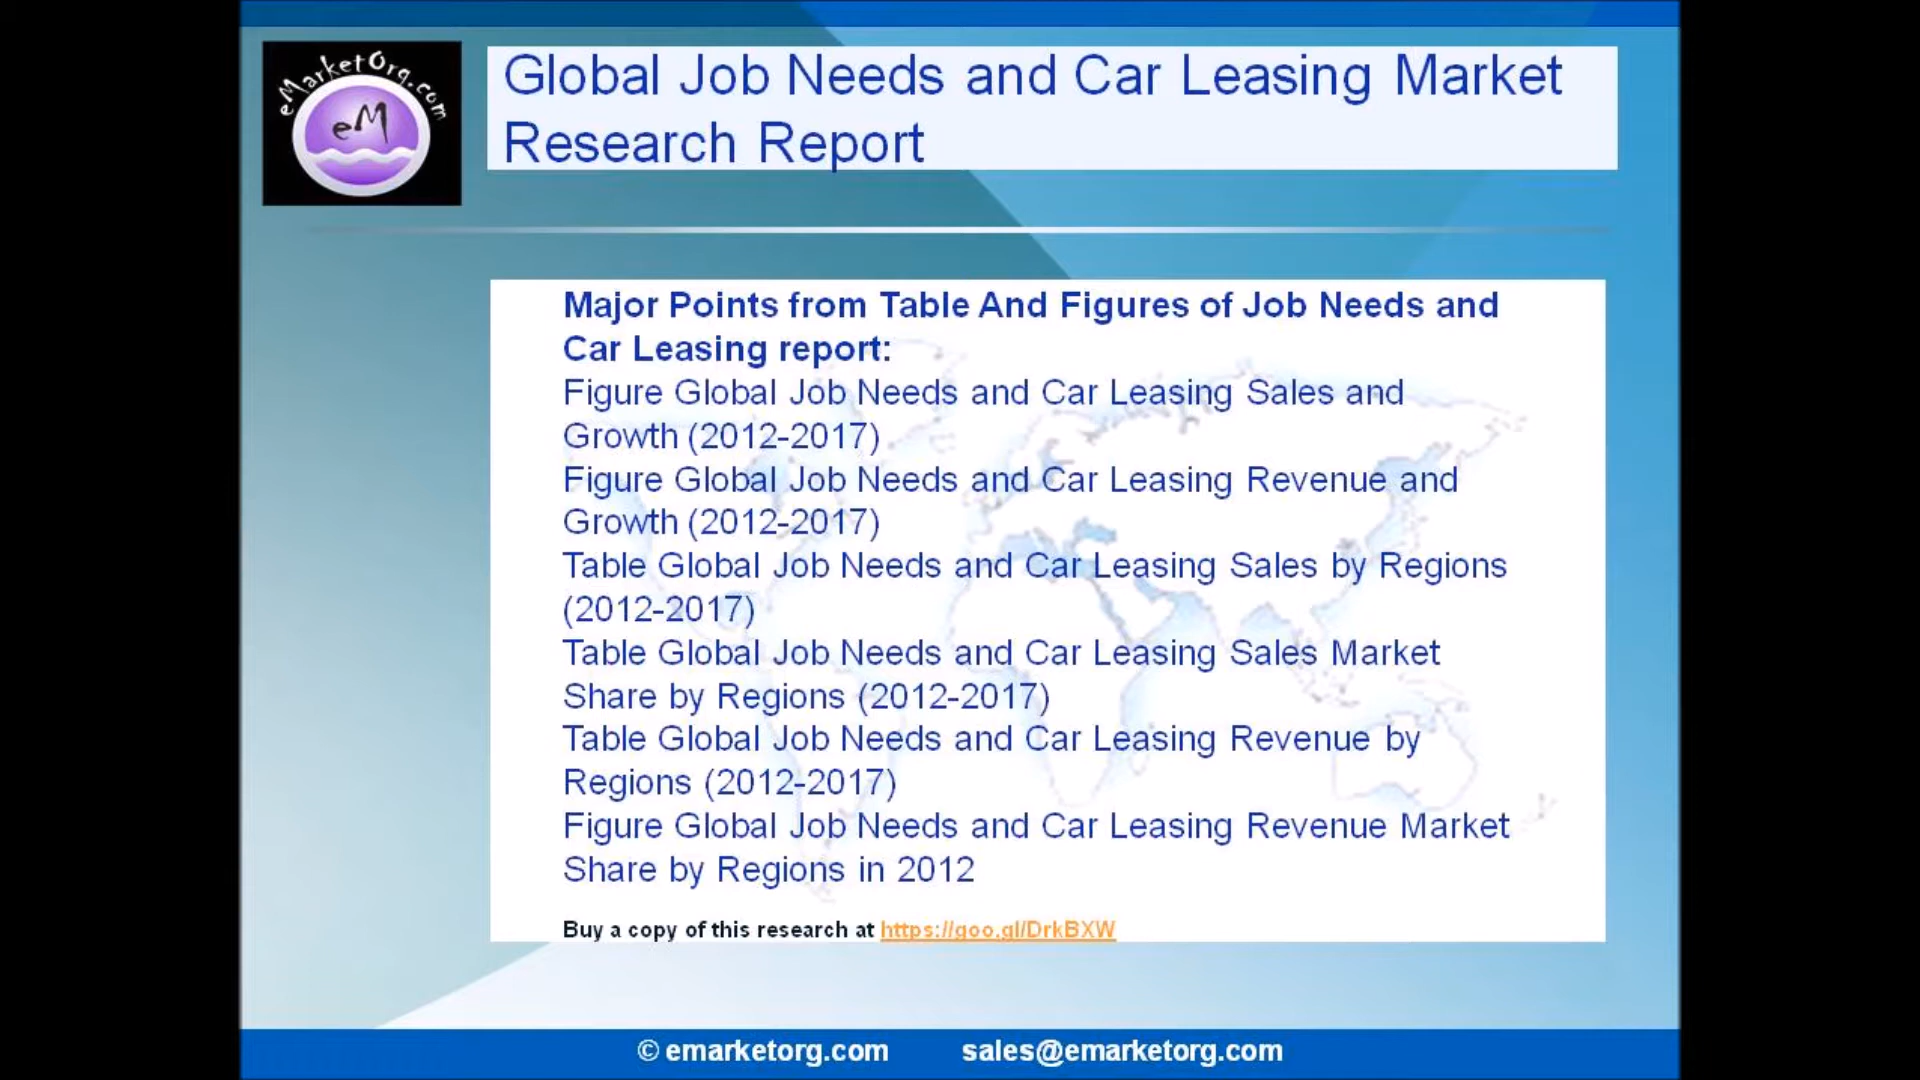 eMarketOrg.com
eM
Global Job Needs and Car Leasing Market
Research Report
Major Points from Table And Figures of Job Needs and
Car Leasing report:
Figure Global Job Needs and Car Leasing Sales and
Growth (2012-2017)
Figure Global Job Needs and Car Leasing Revenue and
Growth (2012-2017)
Table Global Job Needs and Car Leasing Sales by Regions
(2012-2017)
Table Global Job Needs and Car Leasing Sales Market
Share by Regions (2012-2017)
Table Global Job Needs and Car Leasing Revenue by
Regions (2012-2017)
Figure Global Job Needs and Car Leasing Revenue Market
Share by Regions in 2012
Buy a copy of this research at https://goo.gl/DrkBXW
© emarketorg.com sales@emarketorg.com